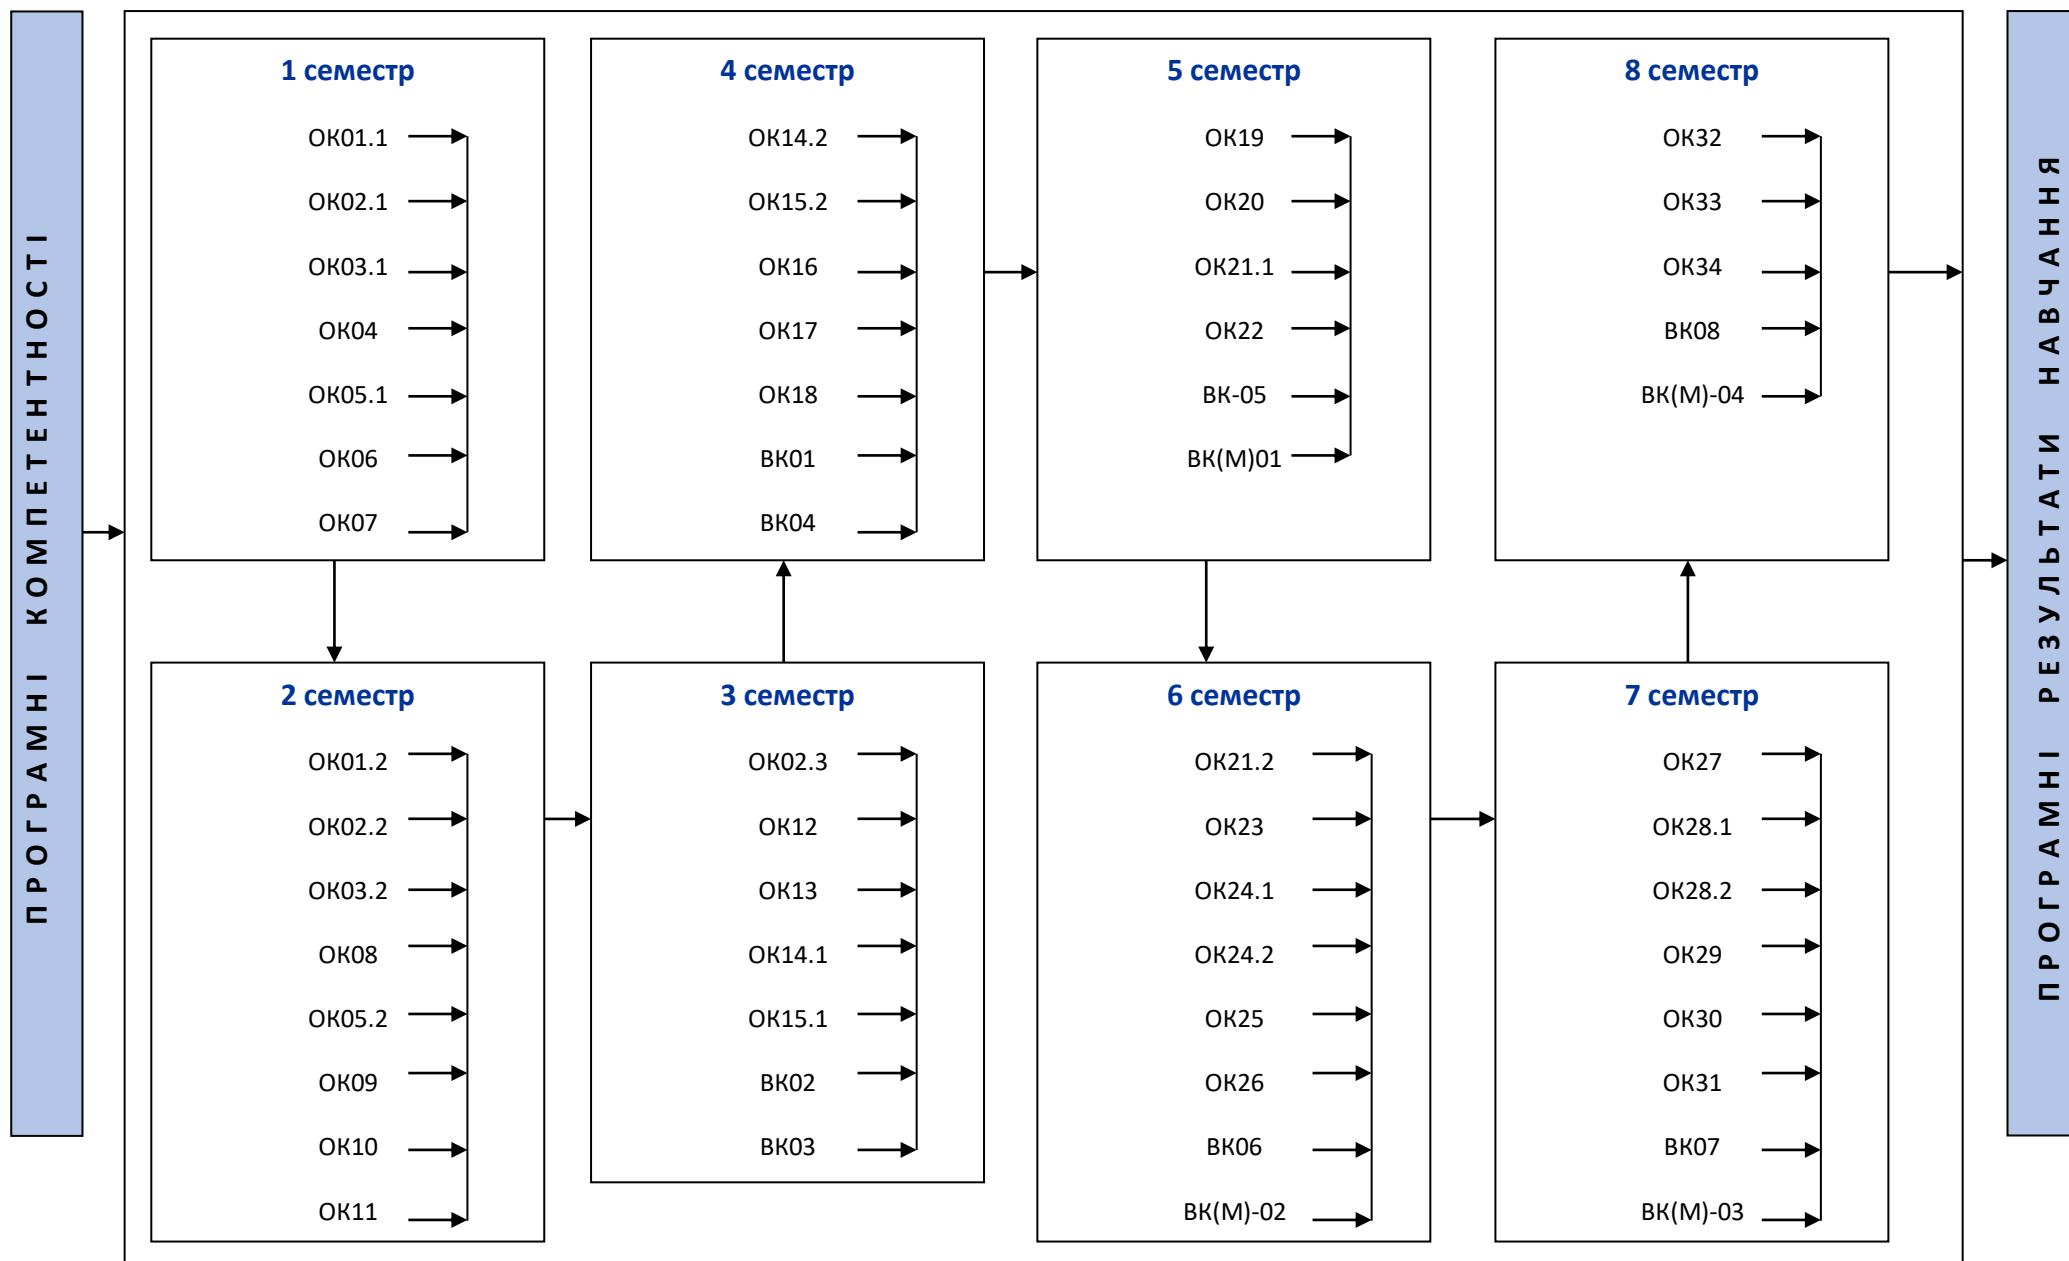 ПРОГРАМНІ КОМПЕТЕНТНОСТІ
1 семестр
ОК01.1
ОК02.1
ОК03.1
ОК04
ОК05.1
ОК06
ОК07
2 семестр
ОК01.2
ОК02.2
ОК03.2
ОК08
ОК05.2
ОК09
ОК10
ОК11
3 семестр
ОК02.3
ОК12
ОК13
ОК14.1
ОК15.1
ВК02
ВК03
4 семестр
ОК14.2
ОК15.2
ОК16
ОК17
ОК18
ВК01
ВК04
5 семестр
ОК19
ОК20
ОК21.1
ОК22
ВК-05
ВК(М)01
6 семестр
ОК21.2
ОК23
ОК24.1
ОК24.2
ОК25
ОК26
ВК06
ВК(М)-02
7 семестр
ОК27
ОК28.1
ОК28.2
ОК29
ОК30
ОК31
ВК07
ВК(М)-03
8 семестр
ОК32
ОК33
ОК34
ВК08
ВК(М)-04
ПРОГРАМНІ РЕЗУЛЬТАТИ НАВЧАННЯ